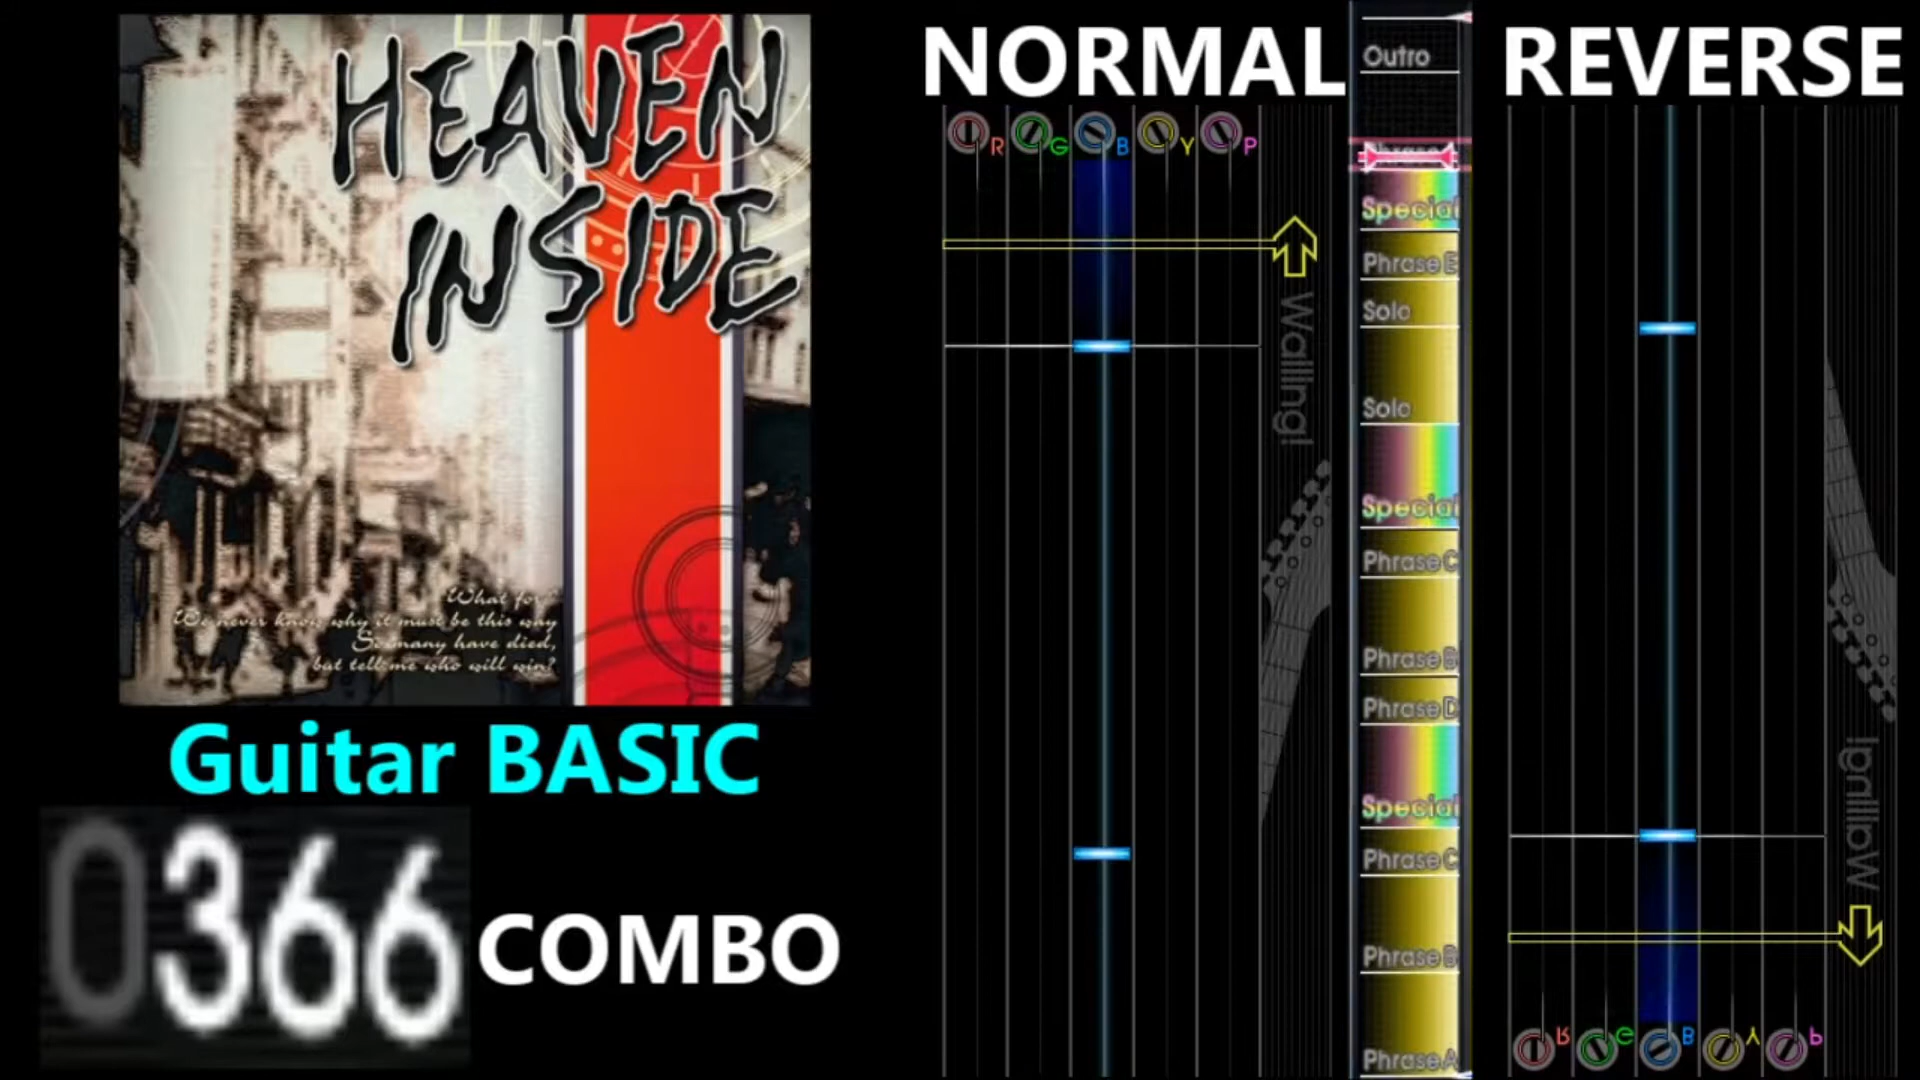 HEAVEN
INSIDE
What for?
We never know why it must be this way
So many have died,
but tell me who will win?
Guitar BASIC
0366 COMBO
NORMAL
R G B Y P
Wailing!
Outro
Special
Phrase E
Solo
Solo
Special
Phrase C
Phrase B
Phrase D
Special
Phrase C
Phrase B
Phrase A
REVERSE
Wailing!
R G B Y P